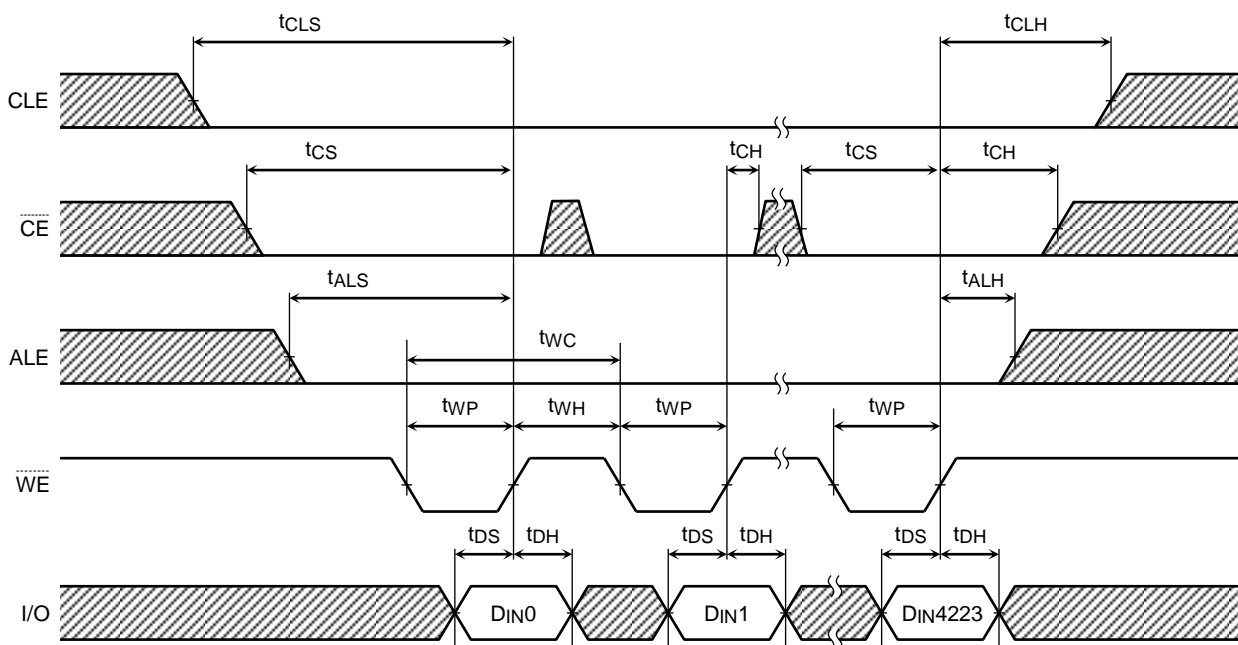 tCLS tCLH
CLE
tCS tCH tCS tCH
CE
tALS tALH
ALE
tWC
tWP tWH tWP tWP
WE
tDS tDH tDS tDH tDS tDH
I/O DIN0 DIN1 DIN4223